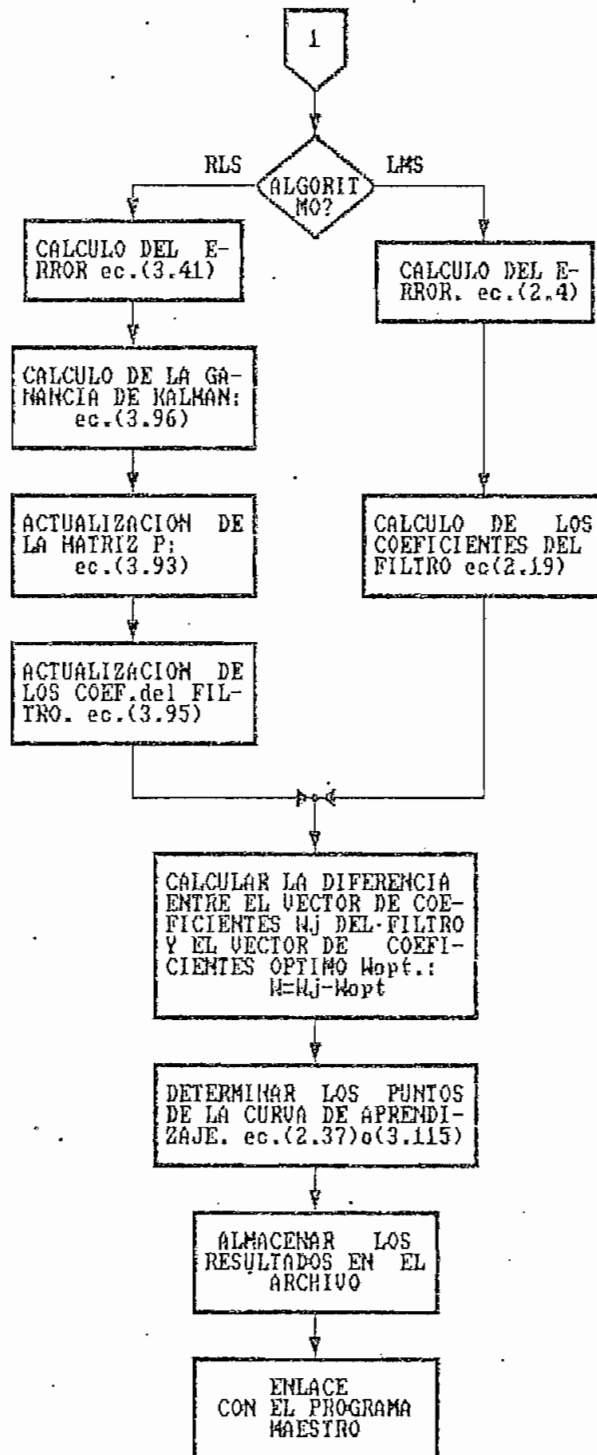 1
RLS
LMS
ALGORIT
MO?
CALCULO DEL E-
RROR ec.(3.41)
CALCULO DE LA GA-
NANCIA DE KALMAN:
ec.(3.96)
ACTUALIZACION DE
LA MATRIZ P:
ec.(3.93)
ACTUALIZACION DE
LOS COEF.del FIL-
TRO. ec.(3.95)
CALCULO DEL E-
RROR. ec.(2.4)
CALCULO DE LOS
COEFICIENTES DEL
FILTRO ec(2.19)
CALCULAR LA DIFERENCIA
ENTRE EL VECTOR DE COE-
FICIENTES Wj DEL FILTRO
Y EL VECTOR DE COEFI-
CIENTES OPTIMO Wopt.:
W=Wj-Wopt
DETERMINAR LOS PUNTOS
DE LA CURVA DE APRENDI-
ZAJE. ec.(2.37)o(3.115)
ALMACENAR LOS
RESULTADOS EN EL
ARCHIVO
ENLACE
CON EL PROGRAMA
MAESTRO